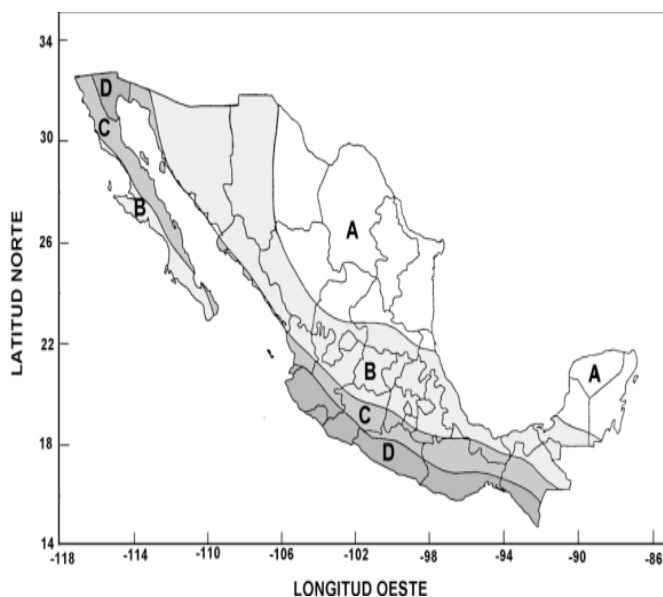 34
D
C
30
B
A
26
22
B
A
C
18
D
14
-118
-114
-110
-106
-102
-98
-94
-90
-86
LATITUD NORTE
LONGITUD OESTE